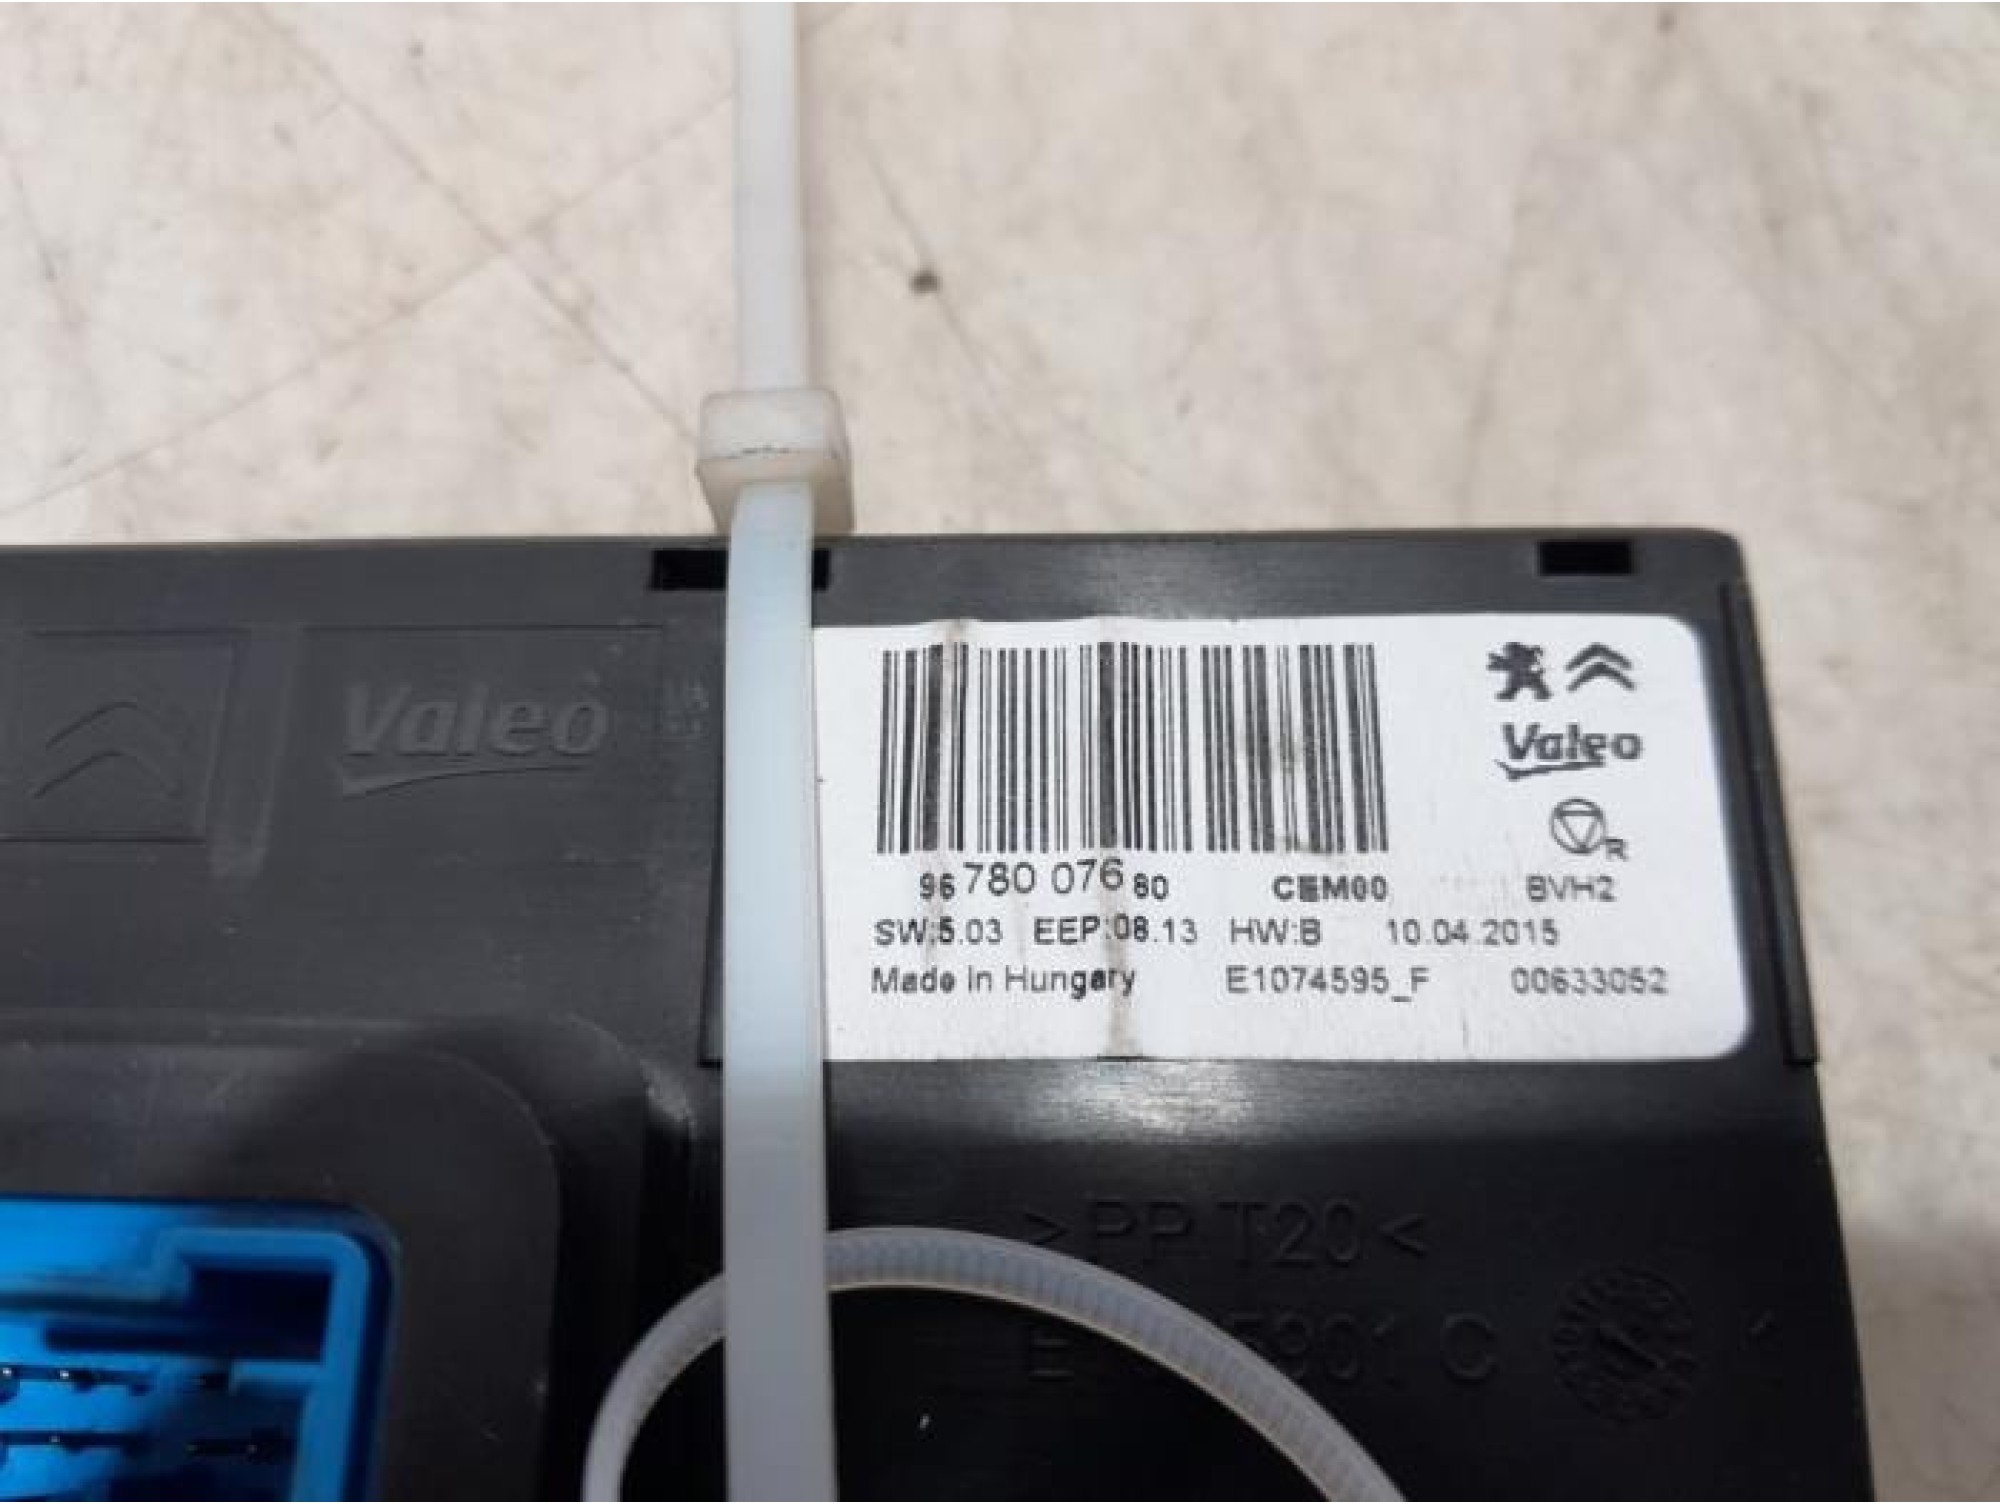 Valeo
Valeo
R
96 780 076 80 CEM00 BVH2
SW:5.03 EEP:08.13 HW:B 10.04.2015
Made in Hungary E1074595_F 00633052
>PP T20<